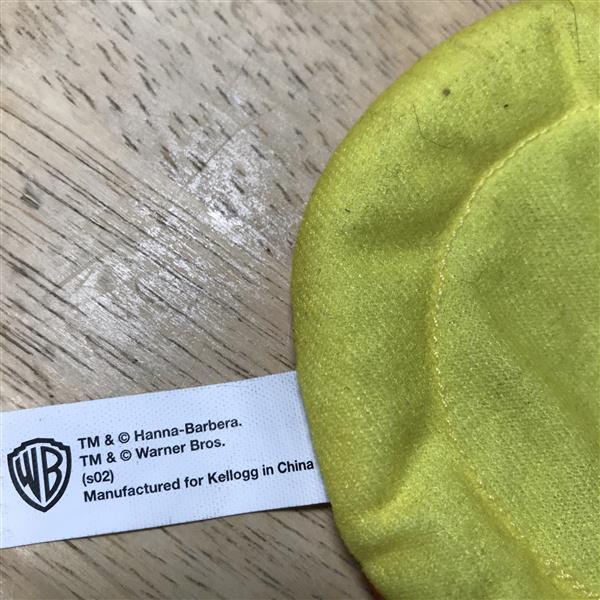 WB
TM & © Hanna-Barbera.
TM & © Warner Bros.
(s02)
Manufactured for Kellogg in China